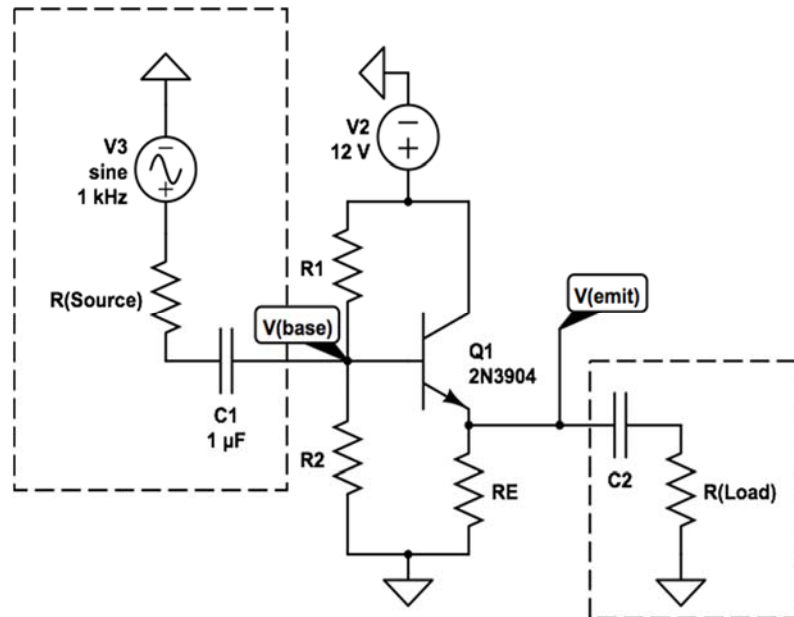 V3
sine
1 kHz
R(Source)
C1
1 µF
V2
12 V
R1
V(base)
R2
Q1
2N3904
RE
V(emit)
C2
R(Load)